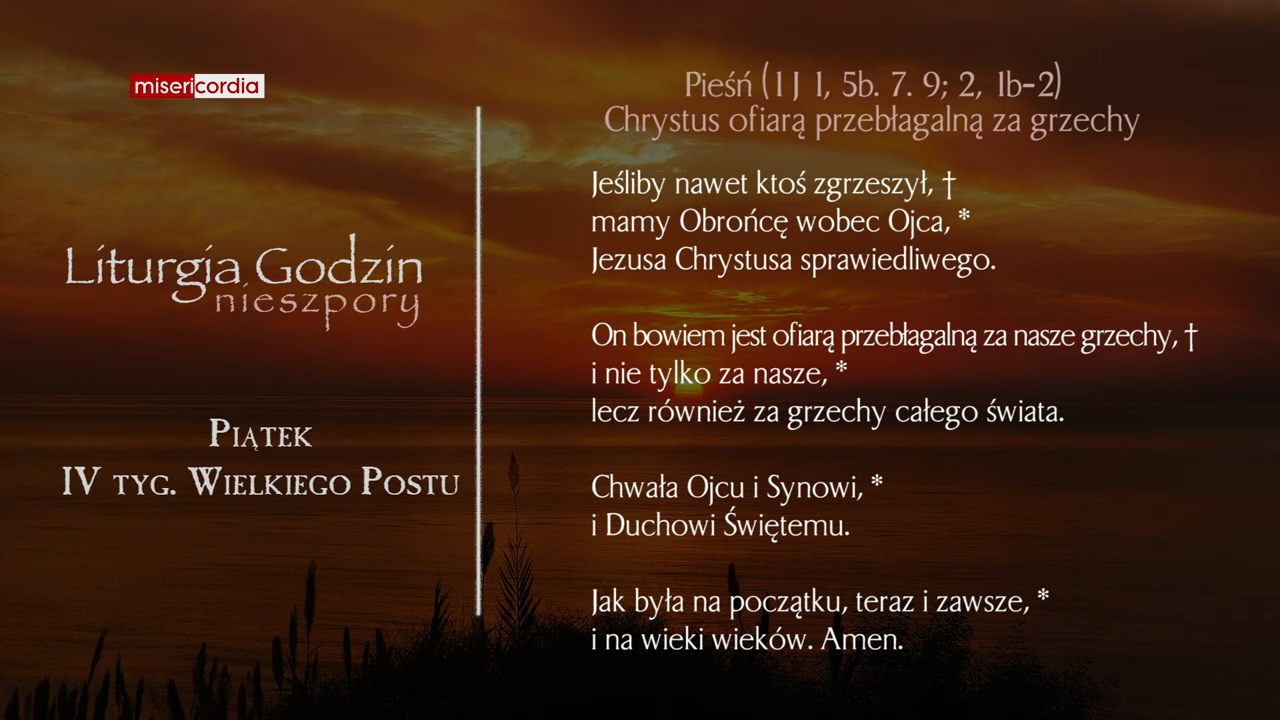 misericordia
Liturgia Godzin
nieszpory
Piątek
IV tyg. Wielkiego Postu
Pieśń (1 J 1, 5b. 7. 9; 2, 1b-2)
Chrystus ofiarą przebłagalną za grzechy
Jeśliby nawet ktoś zgrzeszył, †
mamy Obrońcę wobec Ojca, *
Jezusa Chrystusa sprawiedliwego.
On bowiem jest ofiarą przebłagalną za nasze grzechy, †
i nie tylko za nasze, *
lecz również za grzechy całego świata.
Chwała Ojcu i Synowi, *
i Duchowi Świętemu.
Jak była na początku, teraz i zawsze, *
i na wieki wieków. Amen.